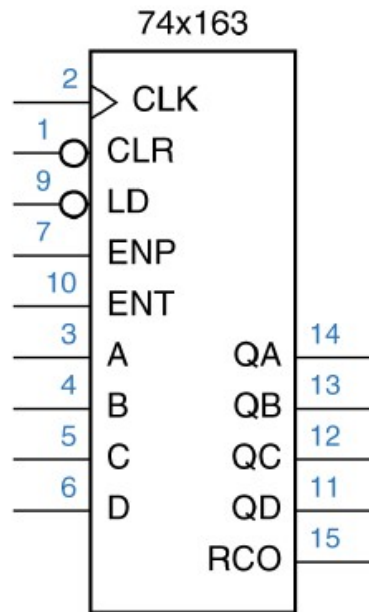 74x163
2 CLK
1 CLR
9 LD
7 ENP
10 ENT
3 A QA 14
4 B QB 13
5 C QC 12
6 D QD 11
RCO 15